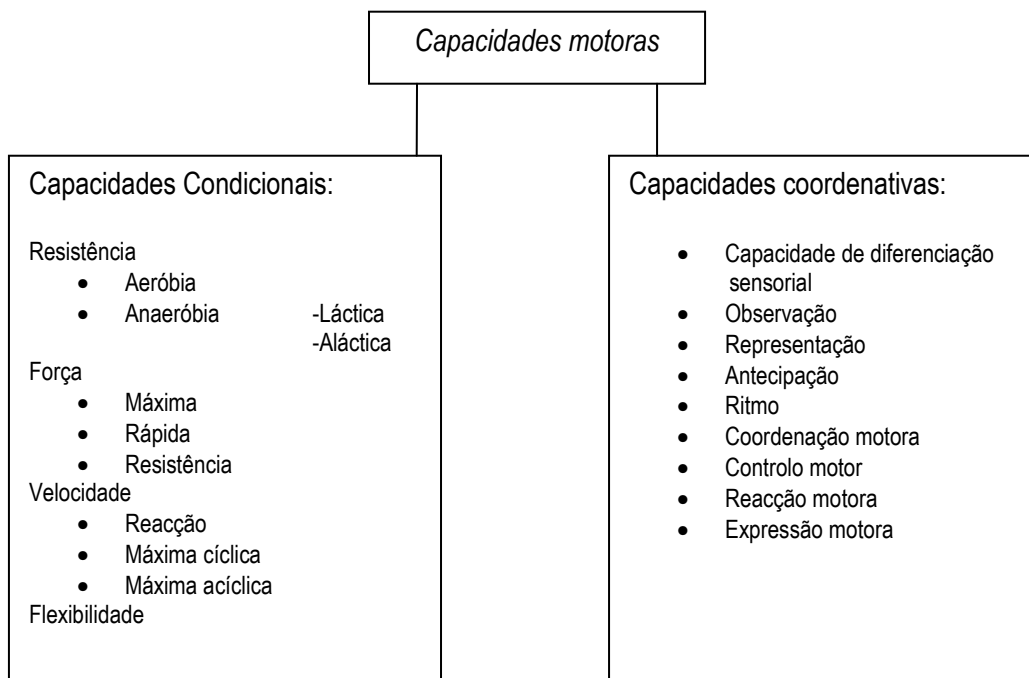 Capacidades motoras
Capacidades Condicionais:
Resistência
• Aeróbia
• Anaeróbia -Láctica
-Aláctica
Força
• Máxima
• Rápida
• Resistência
Velocidade
• Reacção
• Máxima cíclica
• Máxima acíclica
Flexibilidade
Capacidades coordenativas:
• Capacidade de diferenciação
sensorial
• Observação
• Representação
• Antecipação
• Ritmo
• Coordenação motora
• Controlo motor
• Reacção motora
• Expressão motora